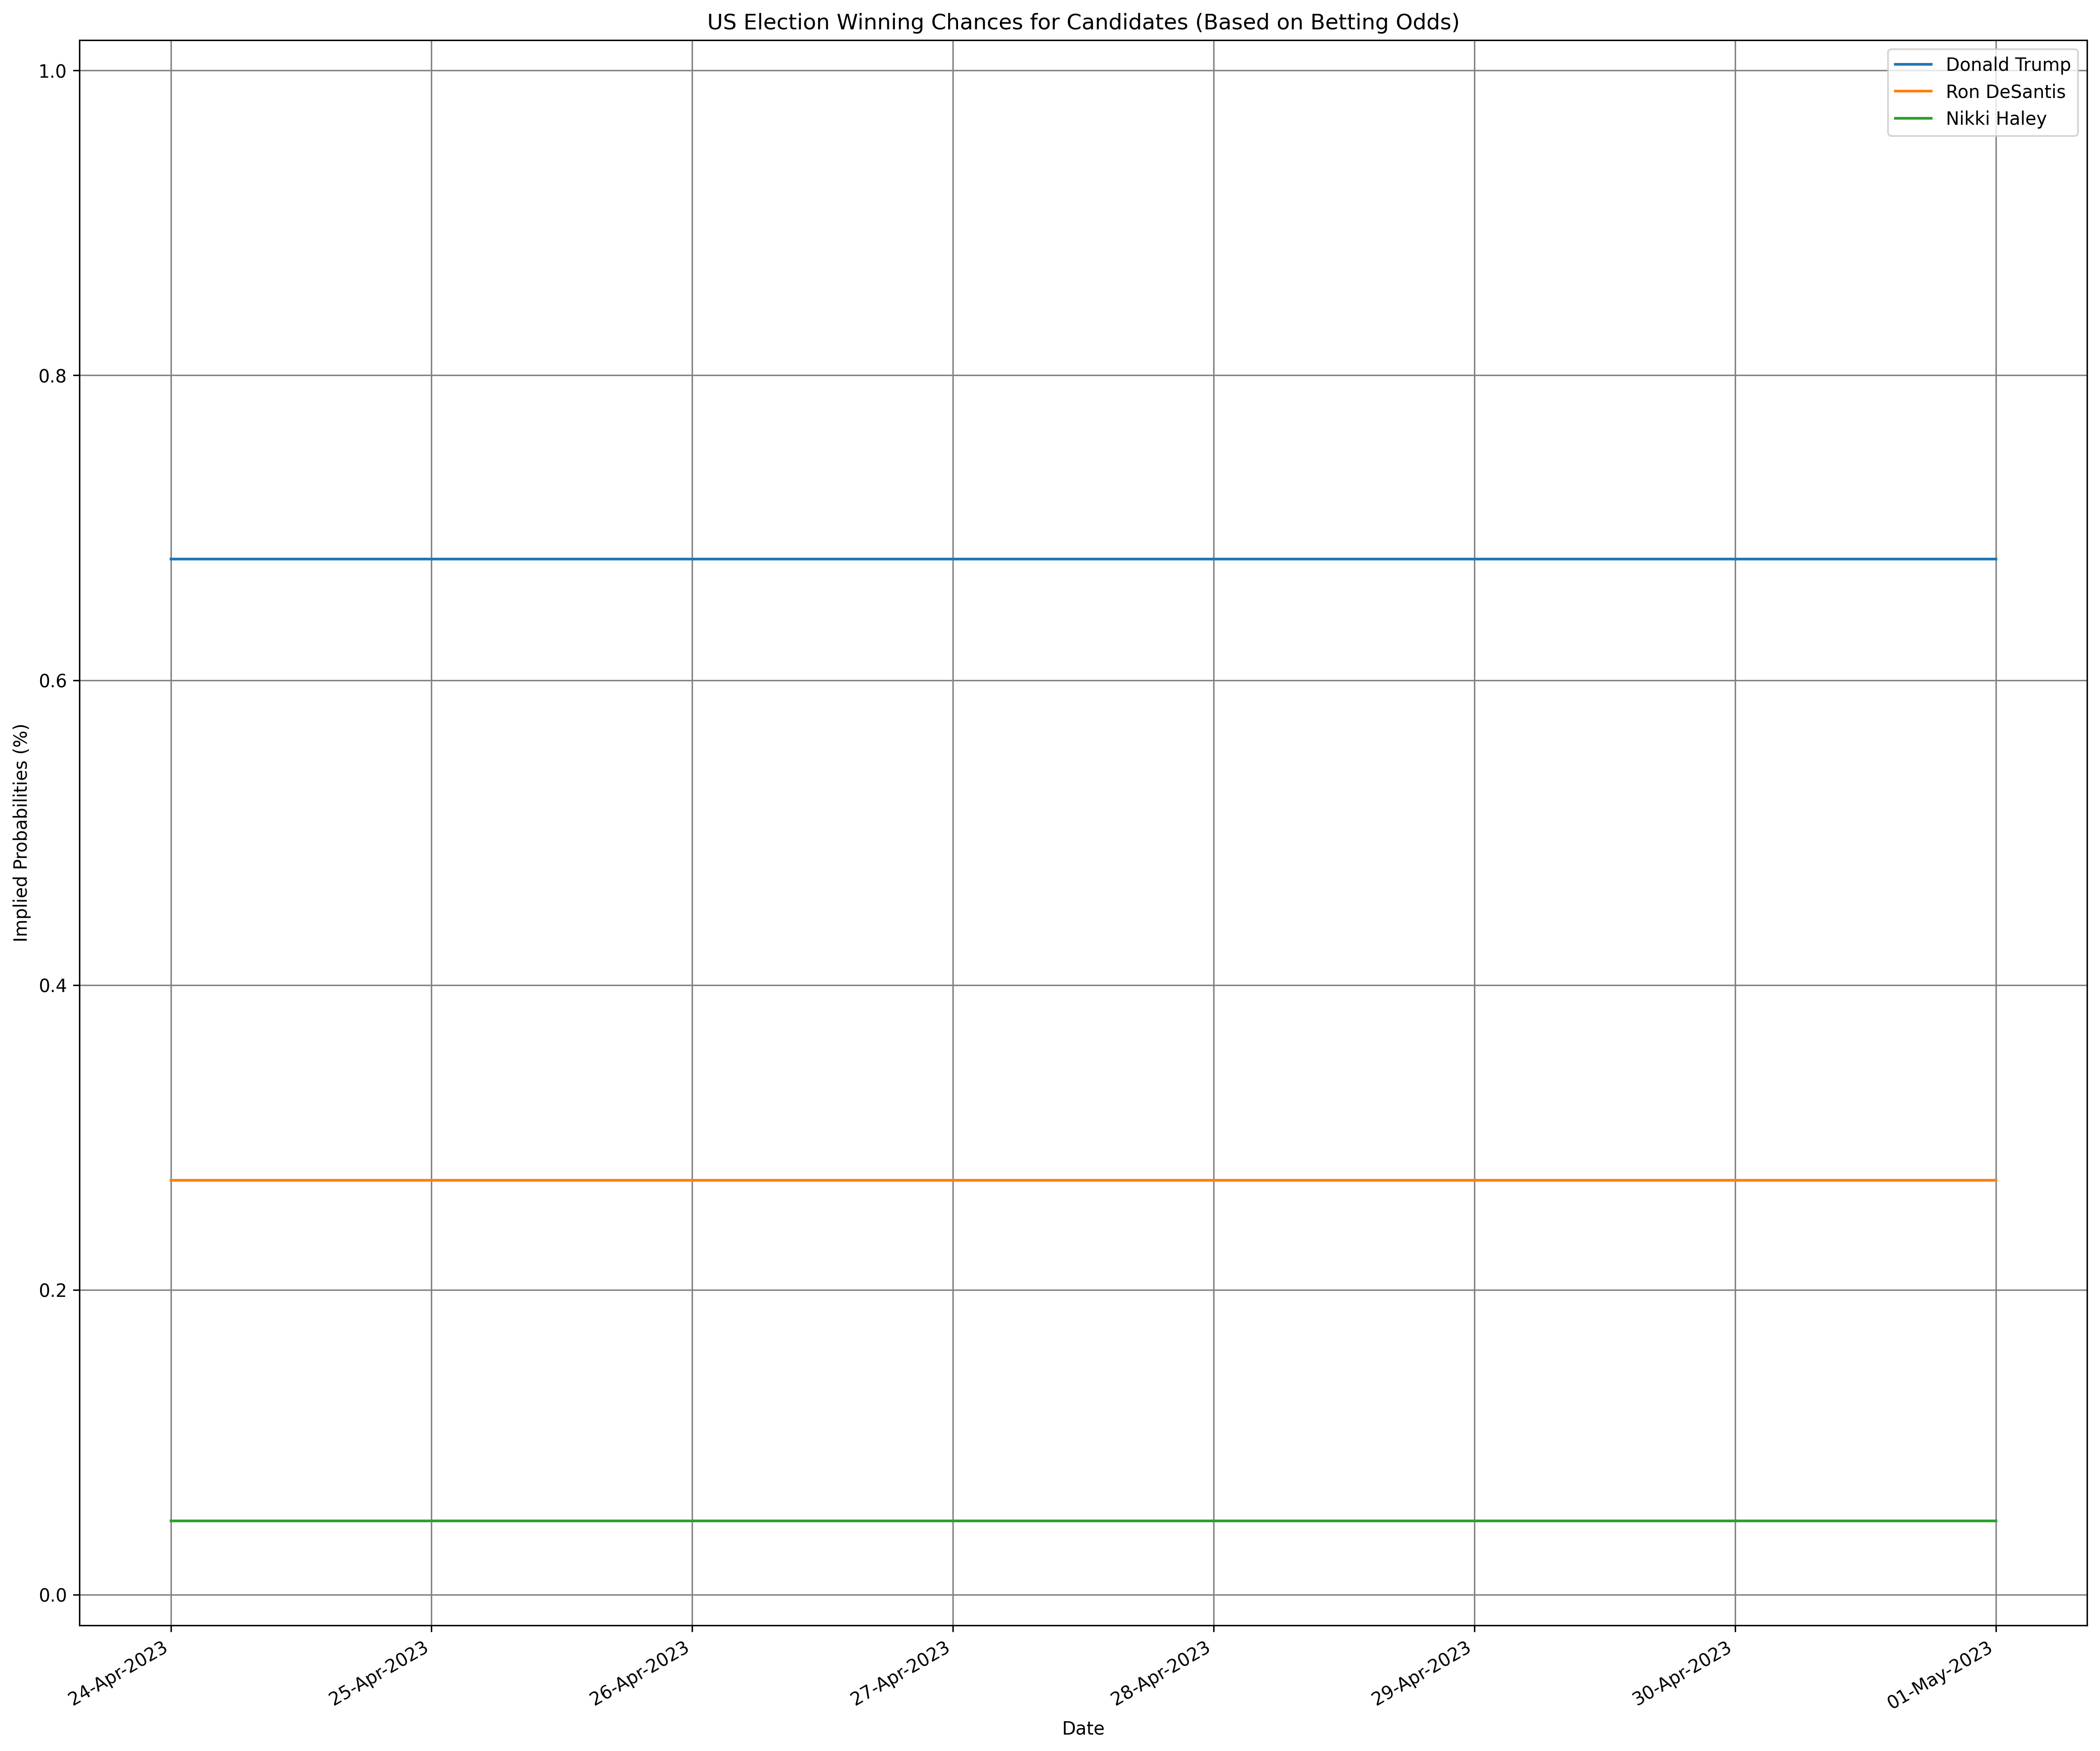 US Election Winning Chances for Candidates (Based on Betting Odds)
Donald Trump
Ron DeSantis
Nikki Haley
1.0
0.8
0.6
0.4
0.2
0.0
Implied Probabilities (%)
24-Apr-2023
25-Apr-2023
26-Apr-2023
27-Apr-2023
28-Apr-2023
29-Apr-2023
30-Apr-2023
01-May-2023
Date